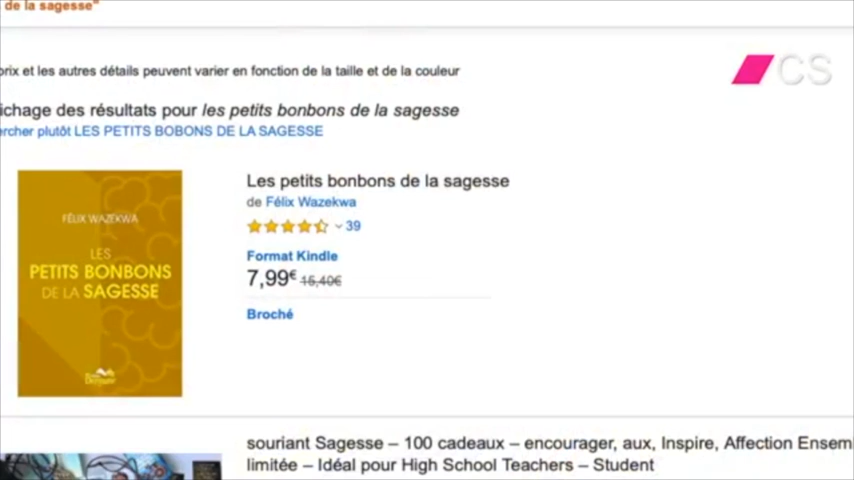 de la sagesse"
prix et les autres détails peuvent varier en fonction de la taille et de la couleur
CS
ichage des résultats pour les petits bonbons de la sagesse
ercher plutôt LES PETITS BOBONS DE LA SAGESSE
Les petits bonbons de la sagesse
de Félix Wazekwa
39
Format Kindle
7,99€ 15,40€
Broché
FÉLIX WAZEKWA
LES
PETITS BONBONS
DE LA SAGESSE
souriant Sagesse – 100 cadeaux – encourager, aux, Inspire, Affection Ensem
limitée – Idéal pour High School Teachers – Student